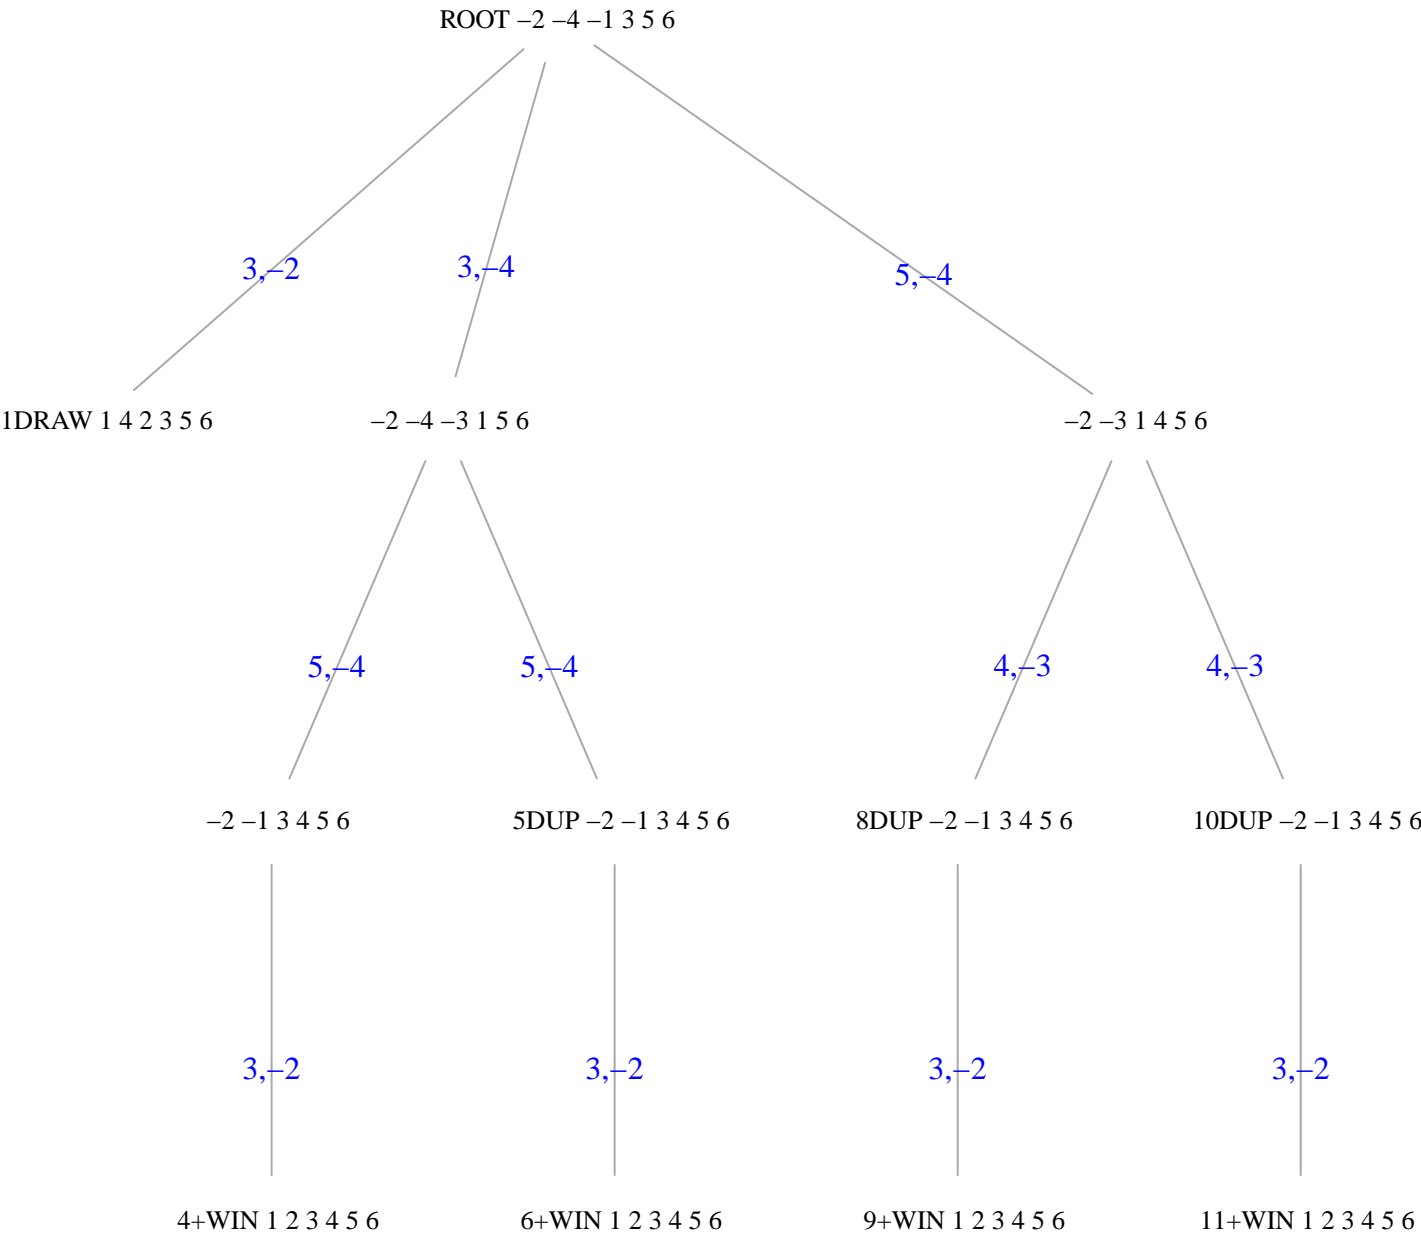 ROOT –2 –4 –1 3 5 6
3,–2
3,–4
5,–4
1DRAW 1 4 2 3 5 6
–2 –4 –3 1 5 6
–2 –3 1 4 5 6
5,–4
5,–4
4,–3
4,–3
–2 –1 3 4 5 6
5DUP –2 –1 3 4 5 6
8DUP –2 –1 3 4 5 6
10DUP –2 –1 3 4 5 6
3,–2
3,–2
3,–2
3,–2
4+WIN 1 2 3 4 5 6
6+WIN 1 2 3 4 5 6
9+WIN 1 2 3 4 5 6
11+WIN 1 2 3 4 5 6